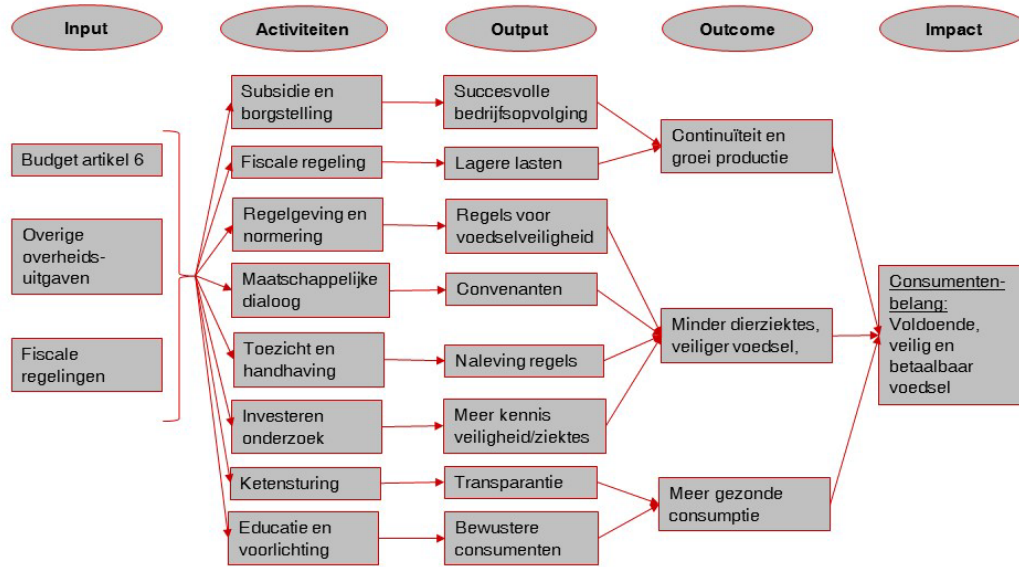 Input
Activiteiten
Output
Outcome
Impact
Budget artikel 6
Overige
overheids-
uitgaven
Fiscale
regelingen
Subsidie en
borgstelling
Fiscale regeling
Regelgeving en
normering
Maatschappelijke
dialoog
Toezicht en
handhaving
Investeren
onderzoek
Ketensturing
Educatie en
voorlichting
Succesvolle
bedrijfsopvolging
Lagere lasten
Regels voor
voedselveiligheid
Convenanten
Naleving regels
Meer kennis
veiligheid/ziektes
Transparantie
Bewustere
consumenten
Continuïteit en
groei productie
Minder dierziektes,
veiliger voedsel,
Meer gezonde
consumptie
Consumenten-
belang:
Voldoende,
veilig en
betaalbaar
voedsel